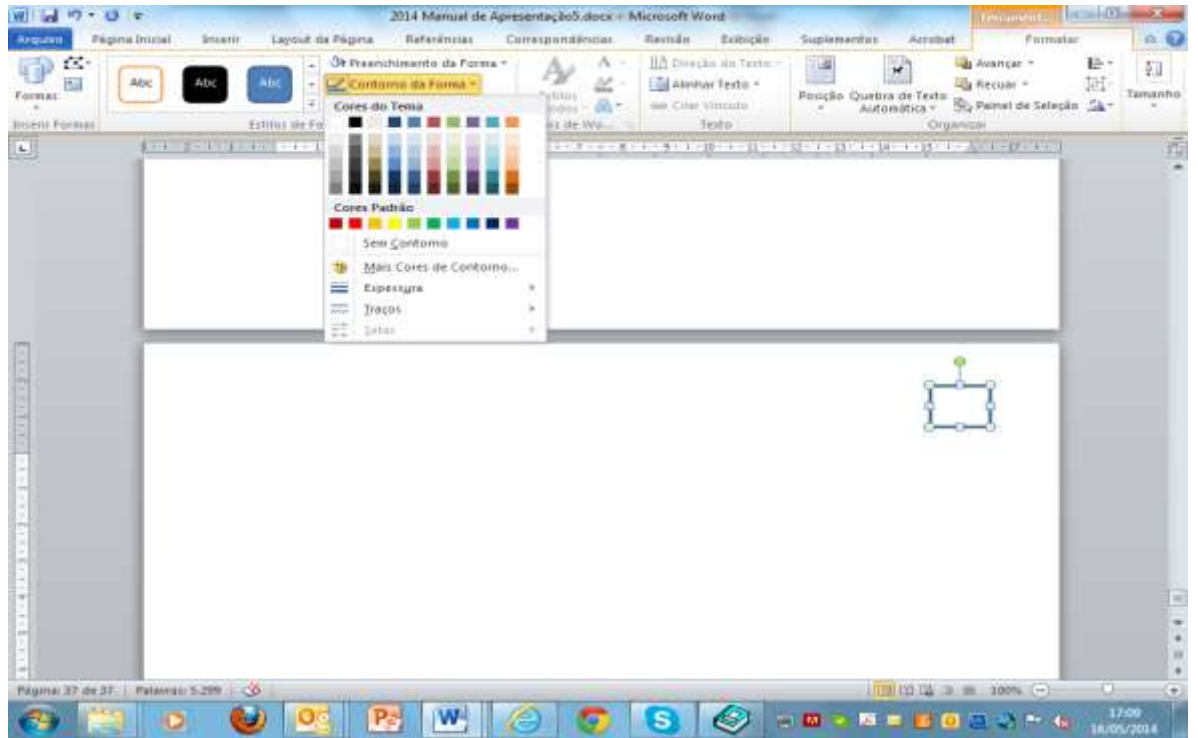 2014 Manual de Apresentação5.docx - Microsoft Word
Arquivo Página Inicial Inserir Layout da Página Referências Correspondências Revisão Exibição Suplementos Acrobat Formatar
Formas
Inserir Formas
Abc Abc Abc
Preenchimento da Forma
Contorno da Forma
Direção do Texto
Alinhar Texto
Criar Vínculo
Texto
Posição
Quebra de Texto Automática
Avançar
Recuar
Painel de Seleção
Organizar
Tamanho
Cores do Tema
Cores Padrão
Sem Contorno
Mais Cores de Contorno...
Espessura
Traços
Setas
Página: 37 de 37 Palavras: 5.299 100%
17:09
16/05/2014